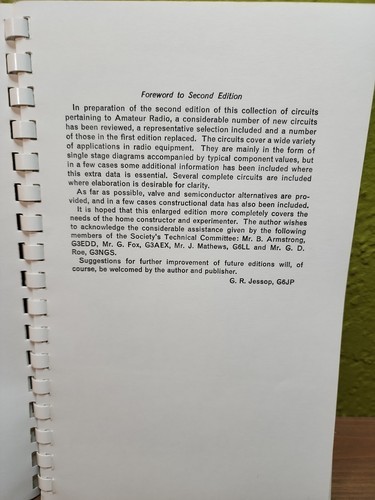 Foreword to Second Edition
In preparation of the second edition of this collection of circuits
pertaining to Amateur Radio, a considerable number of new circuits
has been reviewed, a representative selection included and a number
of those in the first edition replaced. The circuits cover a wide variety
of applications in radio equipment. They are mainly in the form of
single stage diagrams accompanied by typical component values, but
in a few cases some additional information has been included where
this extra data is essential. Several complete circuits are included
where elaboration is desirable for clarity.
As far as possible, valve and semiconductor alternatives are pro-
vided, and in a few cases constructional data has also been included.
It is hoped that this enlarged edition more completely covers the
needs of the home constructor and experimenter. The author wishes
to acknowledge the considerable assistance given by the following
members of the Society's Technical Committee: Mr. B. Armstrong,
G3EDD, Mr. G. Fox, G3AEX, Mr. J. Mathews, G6LL and Mr. G. D.
Roe, G3NGS.
Suggestions for further improvement of future editions will, of
course, be welcomed by the author and publisher.
G. R. Jessop, G6JP